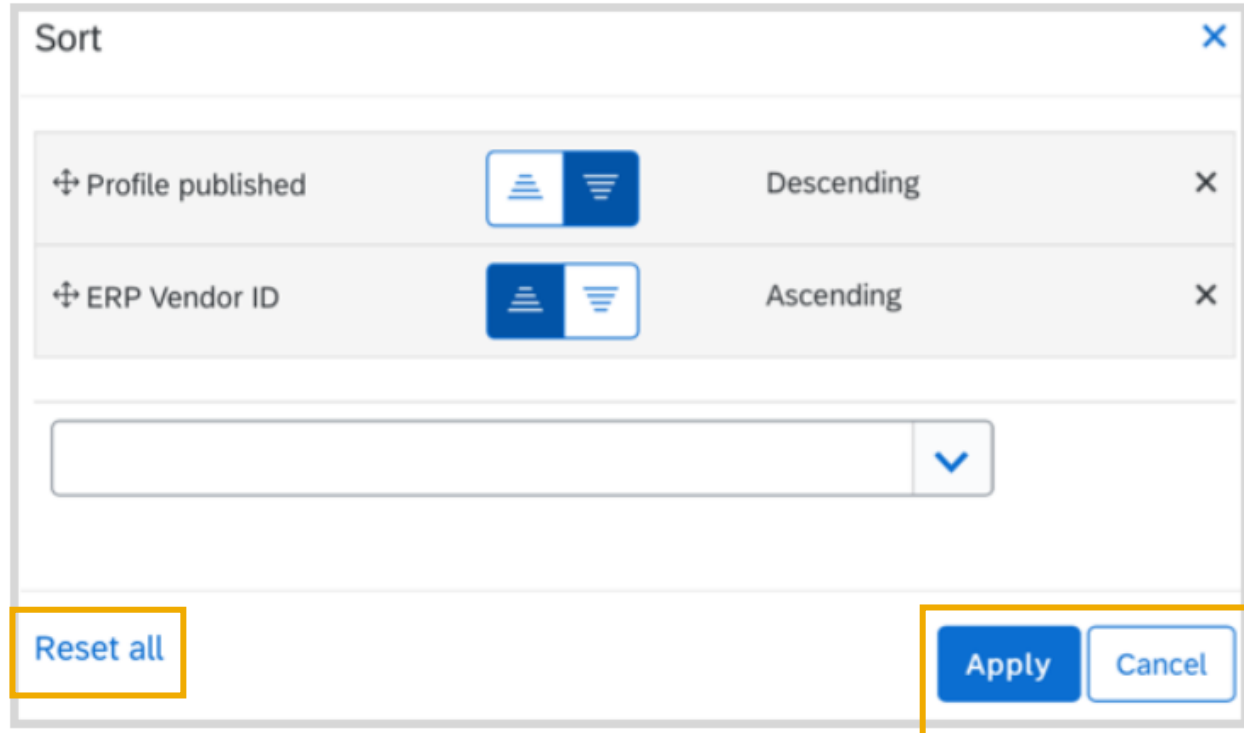 Sort
Profile published Descending
ERP Vendor ID Ascending
Reset all Apply Cancel